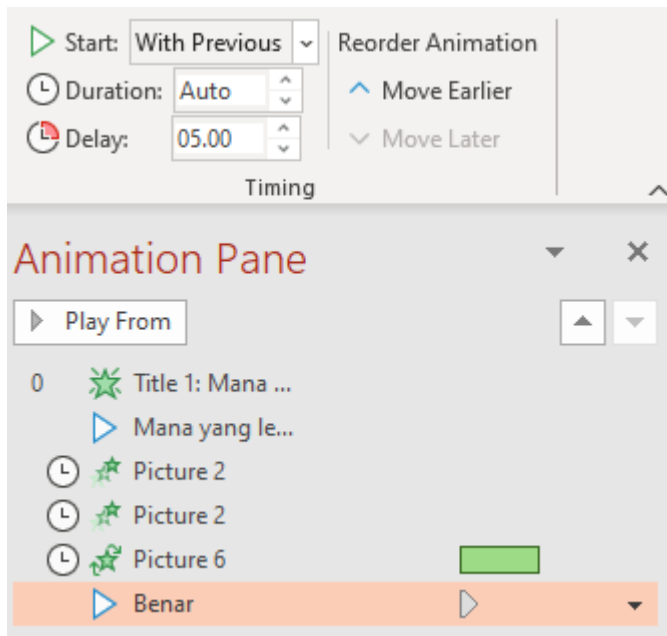 Start: With Previous
Reorder Animation
Duration: Auto
Move Earlier
Delay: 05.00
Move Later
Timing
Animation Pane
Play From
0 Title 1: Mana ...
Mana yang le...
Picture 2
Picture 2
Picture 6
Benar